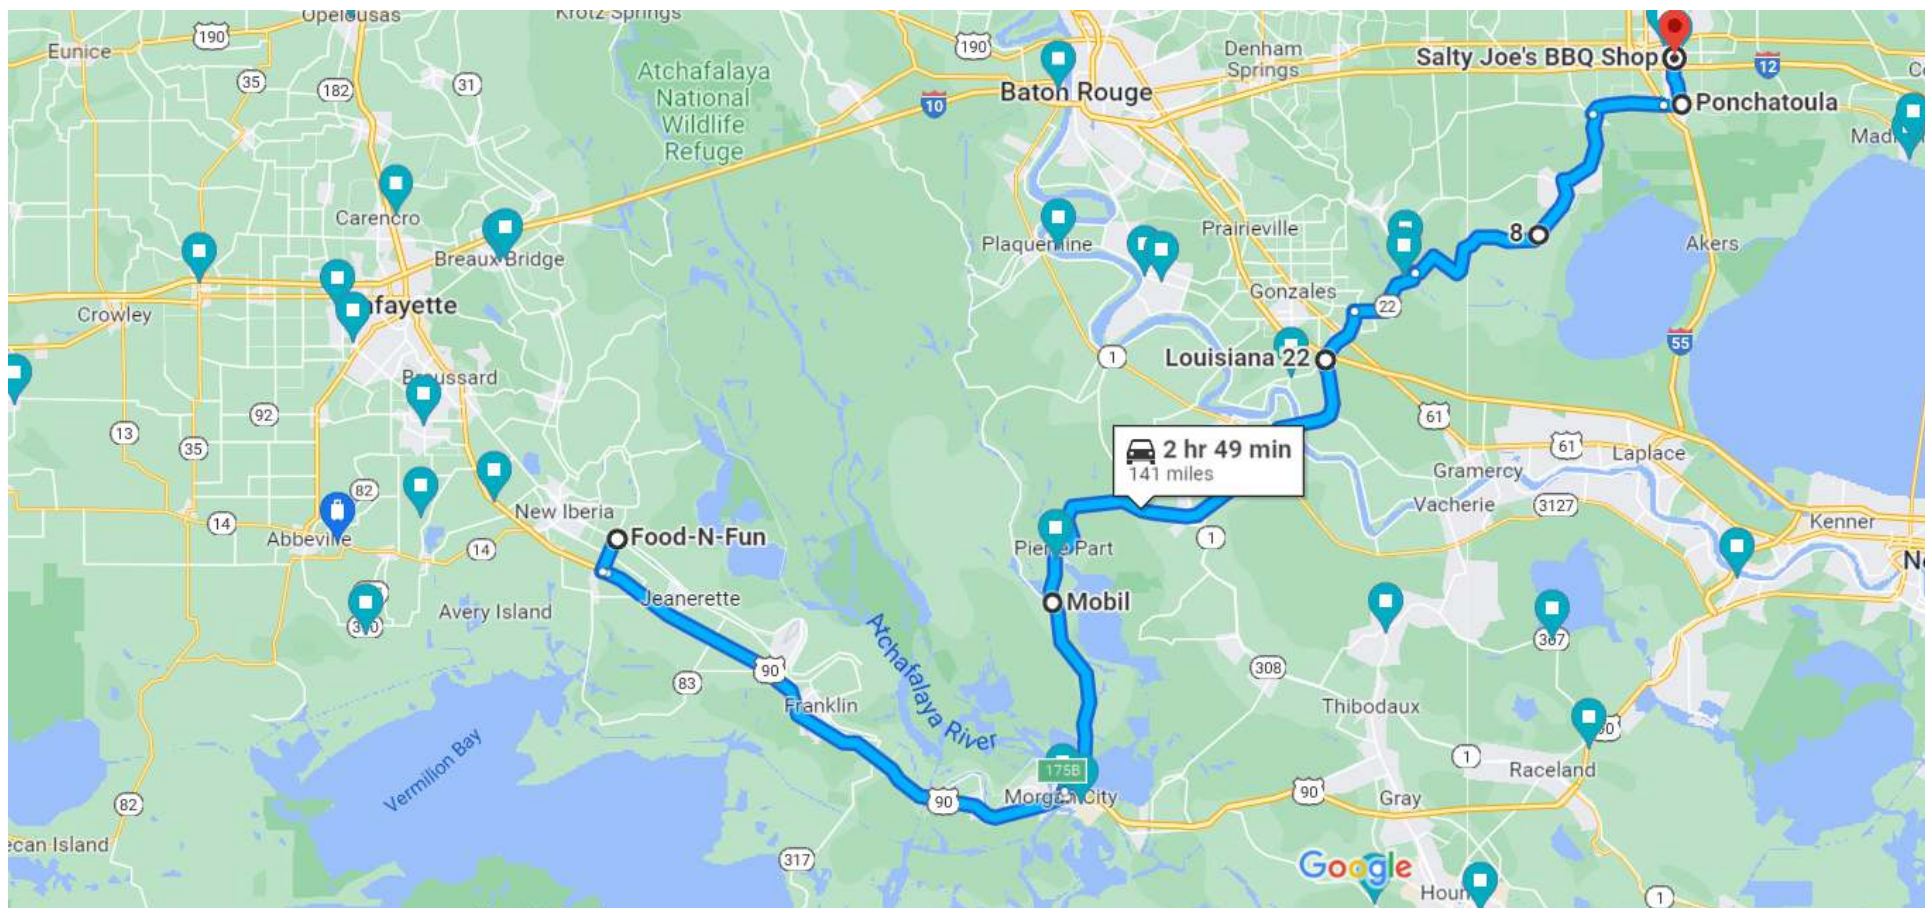 Opelousas
Krotz Springs
190
Eunice
35
182
31
Atchafalaya
National
Wildlife
Refuge
190
10
Baton Rouge
Denham
Springs
Salty Joe's BBQ Shop
12
Ponchatoula
Carencro
Breaux Bridge
Plaquemine
Prairieville
8
Akers
Crowley
Gonzales
22
1
Louisiana 22
55
Broussard
92
13
35
61
61
Laplace
2 hr 49 min
141 miles
Gramercy
Vacherie
3127
Kenner
82
New Iberia
14
Abbeville
14
Food-N-Fun
1
Pierre Part
Jeanerette
Avery Island
Mobil
Atchafalaya River
307
308
90
83
Franklin
Thibodaux
Vermilion Bay
175B
1
Raceland
82
90
Morgan City
90
Gray
317
Google
1